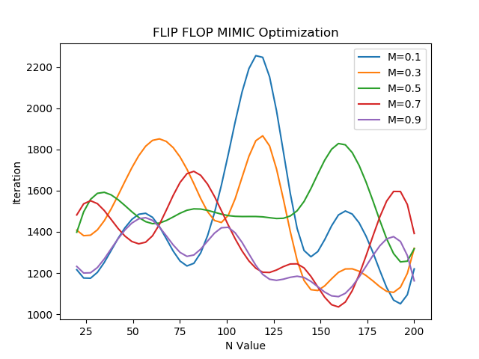 FLIP FLOP MIMIC Optimization
M=0.1
M=0.3
M=0.5
M=0.7
M=0.9
Iteration
2200
2000
1800
1600
1400
1200
1000
25 50 75 100 125 150 175 200
N Value